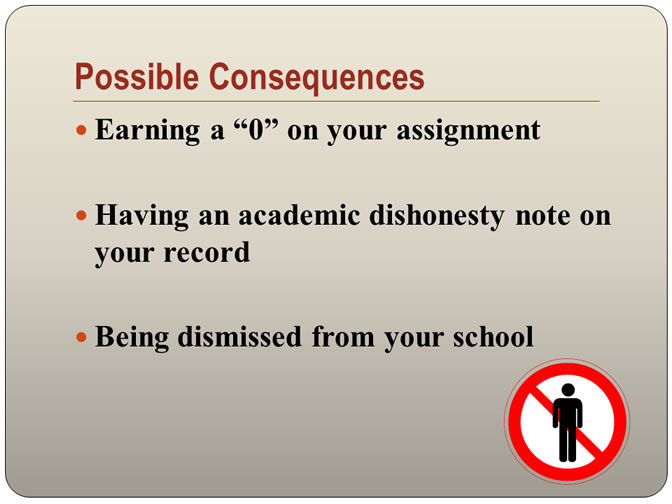 Possible Consequences
• Earning a “0” on your assignment
• Having an academic dishonesty note on
your record
• Being dismissed from your school